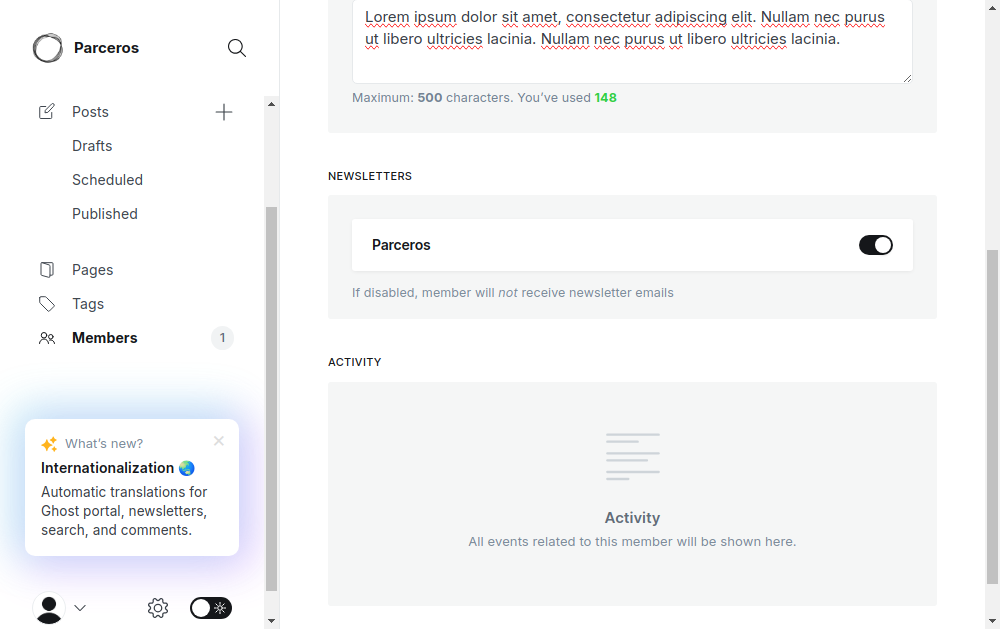 Parceros
Posts
Drafts
Scheduled
Published
Pages
Tags
Members 1
What's new?
Internationalization
Automatic translations for
Ghost portal, newsletters,
search, and comments.
Lorem ipsum dolor sit amet, consectetur adipiscing elit. Nullam nec purus
ut libero ultricies lacinia. Nullam nec purus ut libero ultricies lacinia.
Maximum: 500 characters. You've used 148
NEWSLETTERS
Parceros
If disabled, member will not receive newsletter emails
ACTIVITY
Activity
All events related to this member will be shown here.